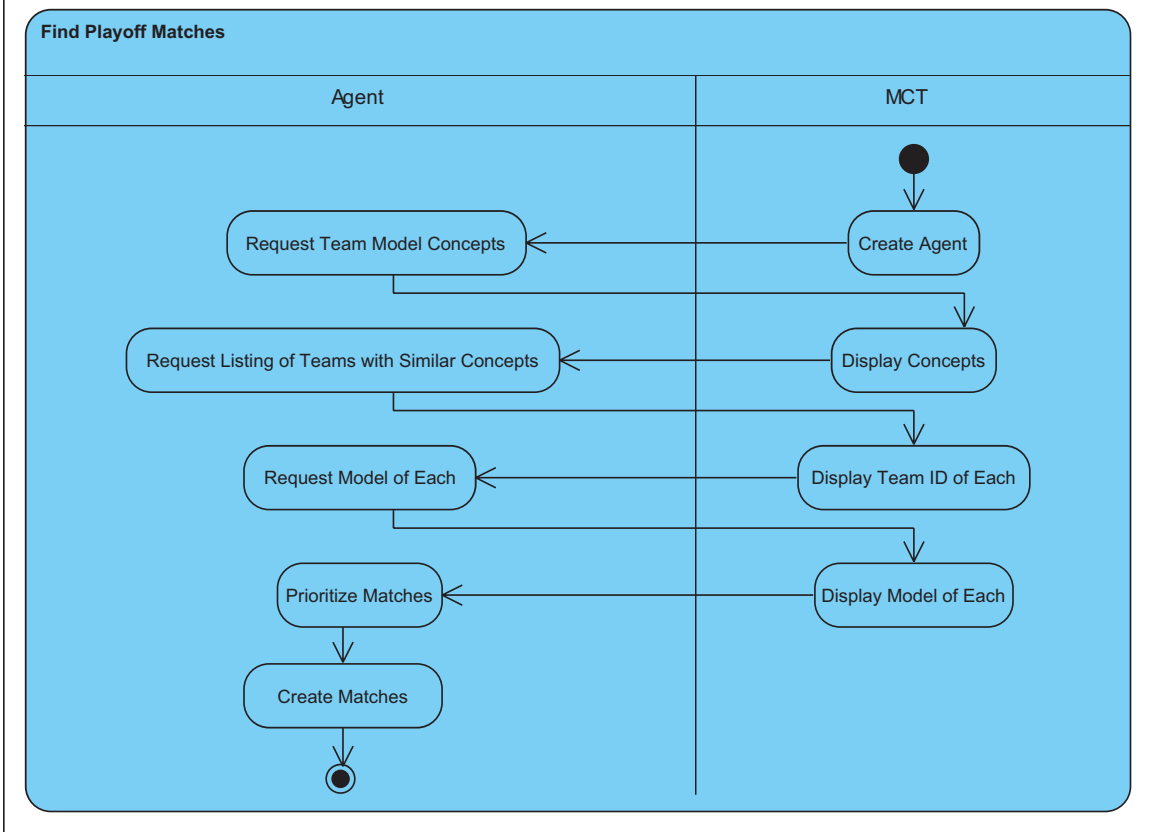 Find Playoff Matches
Agent
MCT
Request Team Model Concepts
Create Agent
Request Listing of Teams with Similar Concepts
Display Concepts
Request Model of Each
Display Team ID of Each
Prioritize Matches
Display Model of Each
Create Matches